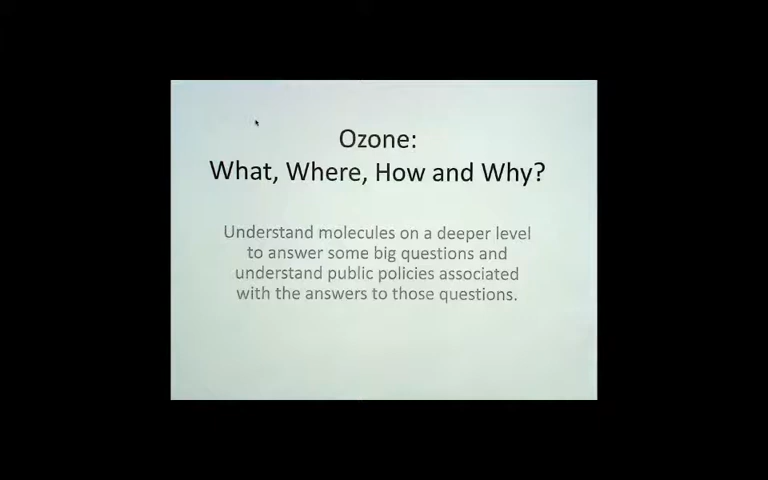 Ozone:
What, Where, How and Why?
Understand molecules on a deeper level
to answer some big questions and
understand public policies associated
with the answers to those questions.